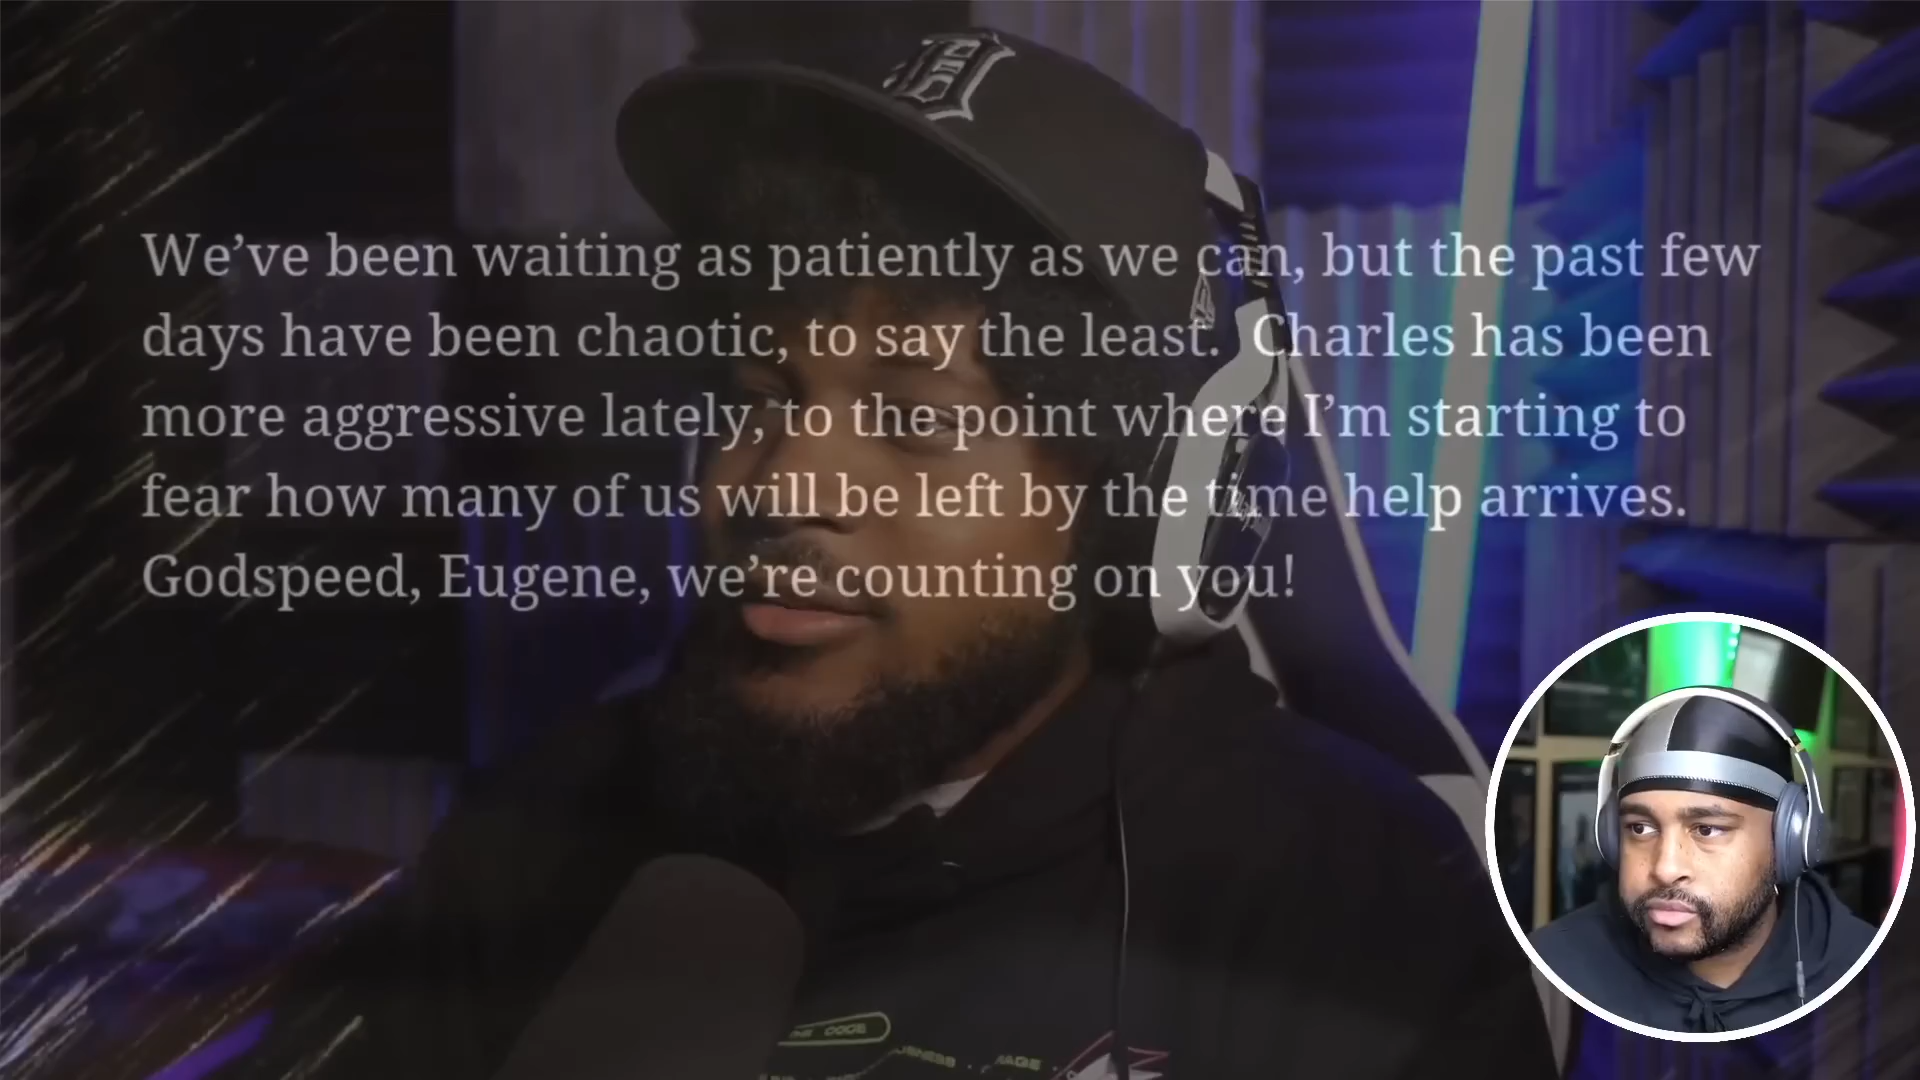 We’ve been waiting as patiently as we can, but the past few
days have been chaotic, to say the least. Charles has been
more aggressive lately, to the point where I’m starting to
fear how many of us will be left by the time help arrives.
Godspeed, Eugene, we’re counting on you!